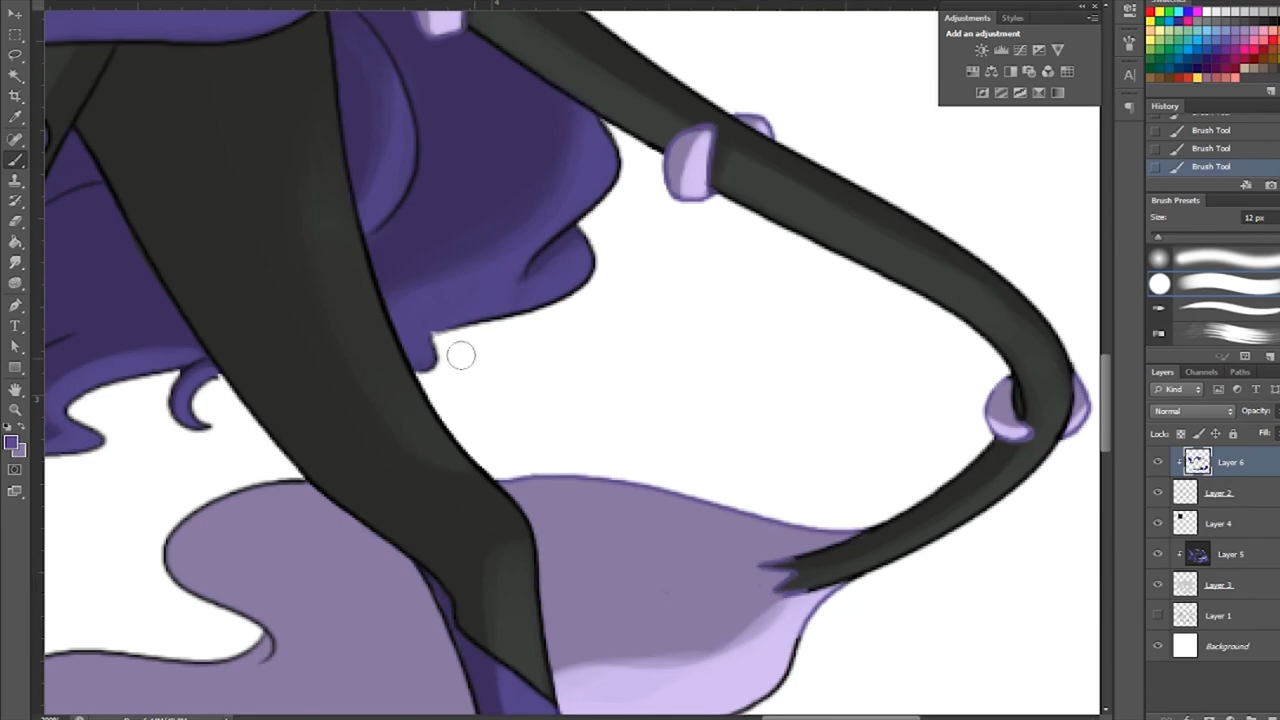 Adjustments Styles
Add an adjustment
History
Brush Tool
Brush Tool
Brush Tool
Brush Presets
Size: 12 px
Layers Channels Paths
Kind
Normal Opacity:
Lock: Fill:
Layer 6
Layer 2
Layer 4
Layer 5
Layer 3
Layer 1
Background